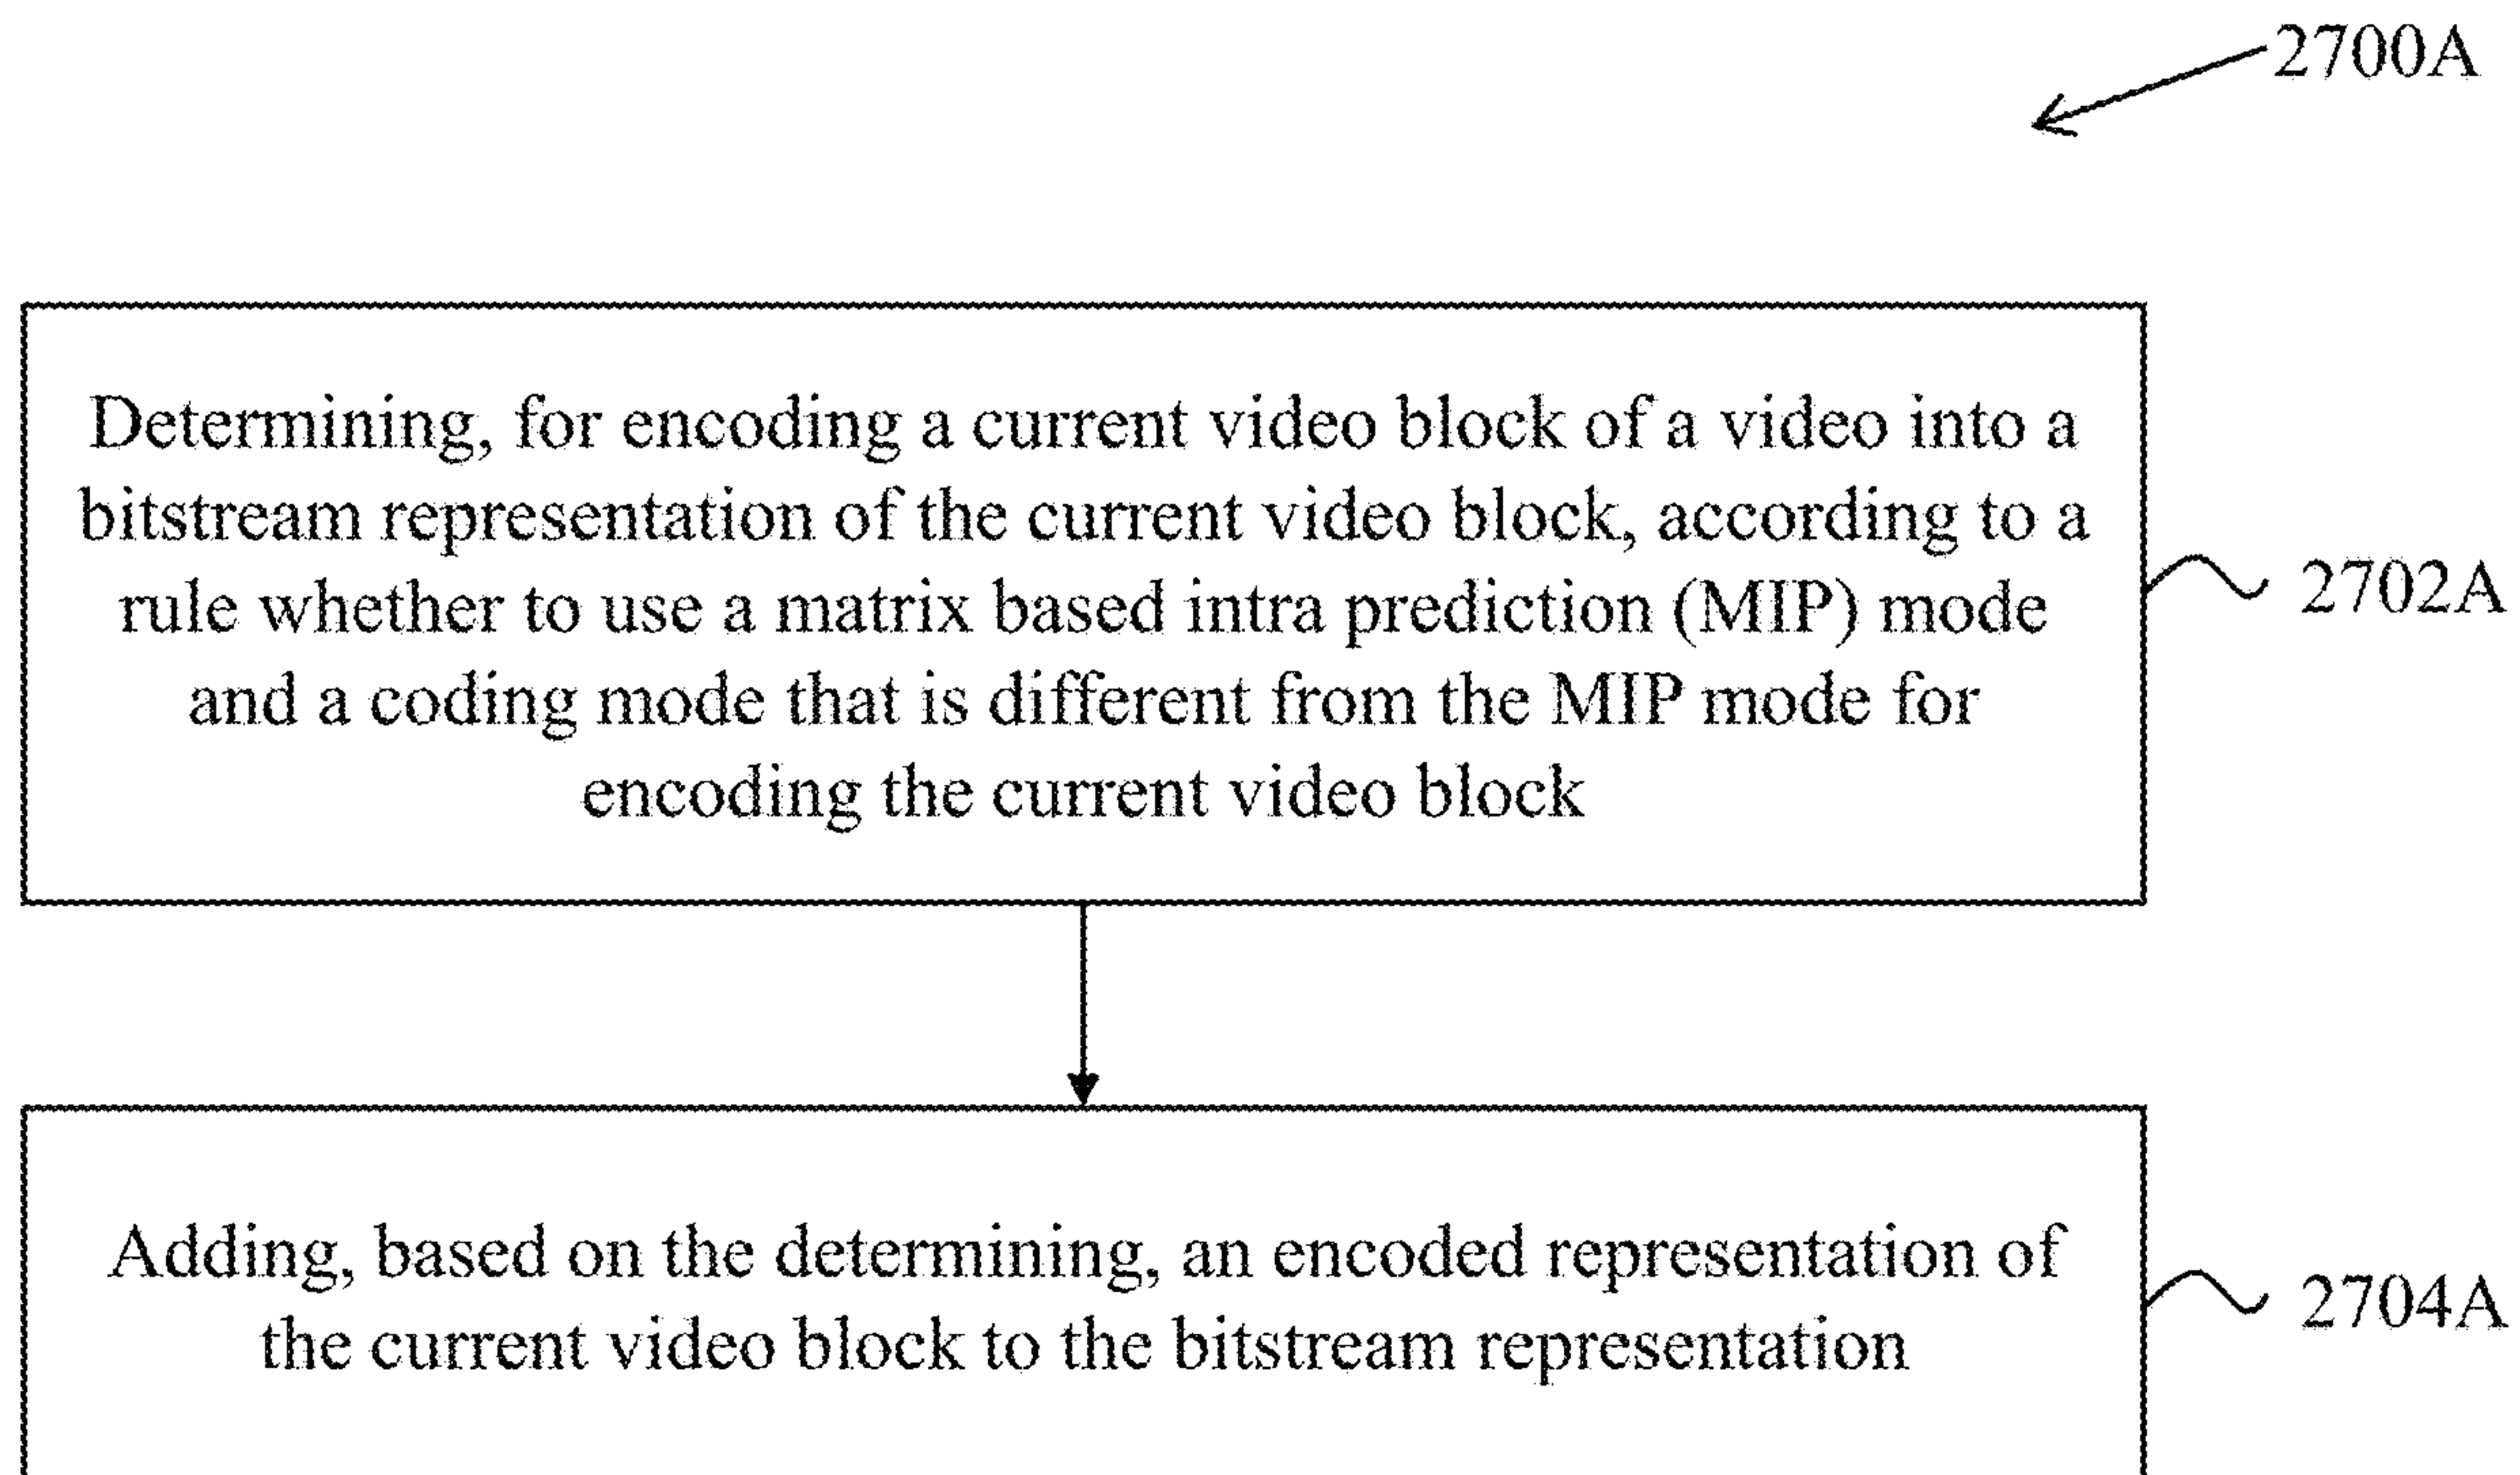 2700A
Determining, for encoding a current video block of a video into a
bitstream representation of the current video block, according to a
rule whether to use a matrix based intra prediction (MIP) mode
and a coding mode that is different from the MIP mode for
encoding the current video block
2702A
Adding, based on the determining, an encoded representation of
the current video block to the bitstream representation
2704A